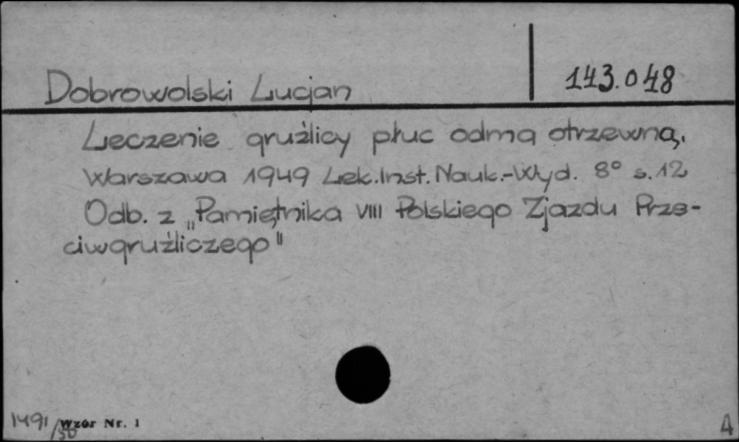 Dobrowolski Lucjan
143.048
Leczenie gruźlicy płuc odmą otrzewną.
Warszawa 1949 Lek.Inst.Nauk.-Wyd. 8° s.12
Odb. z „Pamiętnika VIII Polskiego Zjazdu Prze-
ciwgruźliczego"
1491/50
Wzór Nr. 1
A